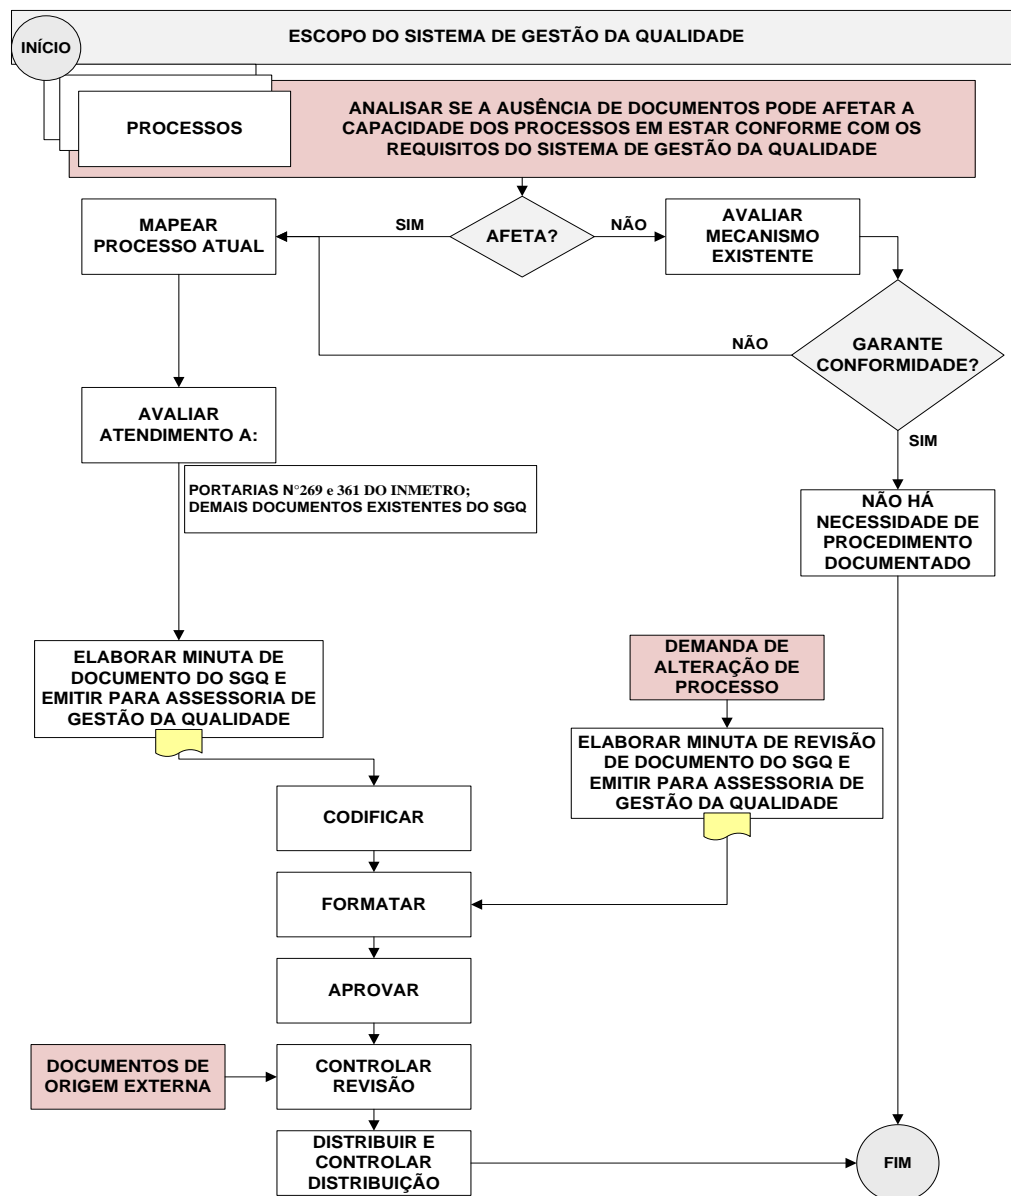 ESCOPO DO SISTEMA DE GESTÃO DA QUALIDADE
INÍCIO
PROCESSOS
ANALISAR SE A AUSÊNCIA DE DOCUMENTOS PODE AFETAR A
CAPACIDADE DOS PROCESSOS EM ESTAR CONFORME COM OS
REQUISITOS DO SISTEMA DE GESTÃO DA QUALIDADE
MAPEAR
PROCESSO ATUAL
SIM
AFETA?
NÃO
AVALIAR
MECANISMO
EXISTENTE
NÃO
GARANTE
CONFORMIDADE?
SIM
AVALIAR
ATENDIMENTO A:
PORTARIAS N°269 e 361 DO INMETRO;
DEMAIS DOCUMENTOS EXISTENTES DO SGQ
NÃO HÁ
NECESSIDADE DE
PROCEDIMENTO
DOCUMENTADO
ELABORAR MINUTA DE
DOCUMENTO DO SGQ E
EMITIR PARA ASSESSORIA DE
GESTÃO DA QUALIDADE
DEMANDA DE
ALTERAÇÃO DE
PROCESSO
ELABORAR MINUTA DE REVISÃO
DE DOCUMENTO DO SGQ E
EMITIR PARA ASSESSORIA DE
GESTÃO DA QUALIDADE
CODIFICAR
FORMATAR
APROVAR
DOCUMENTOS DE
ORIGEM EXTERNA
CONTROLAR
REVISÃO
DISTRIBUIR E
CONTROLAR
DISTRIBUIÇÃO
FIM